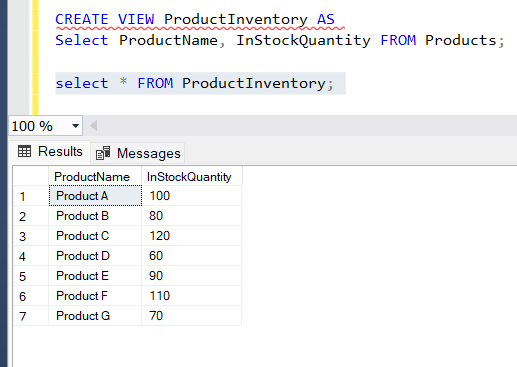 CREATE VIEW ProductInventory AS
Select ProductName, InStockQuantity FROM Products;
select * FROM ProductInventory;
100 %
Results Messages
ProductName InStockQuantity
1 Product A 100
2 Product B 80
3 Product C 120
4 Product D 60
5 Product E 90
6 Product F 110
7 Product G 70